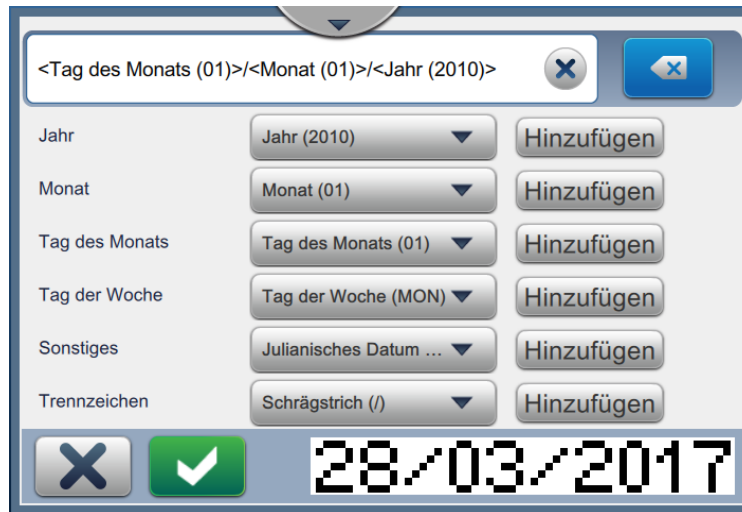 <Tag des Monats (01)>/<Monat (01)>/<Jahr (2010)>
Jahr Jahr (2010) Hinzufügen
Monat Monat (01) Hinzufügen
Tag des Monats Tag des Monats (01) Hinzufügen
Tag der Woche Tag der Woche (MON) Hinzufügen
Sonstiges Julianisches Datum ... Hinzufügen
Trennzeichen Schrägstrich (/) Hinzufügen
28/03/2017